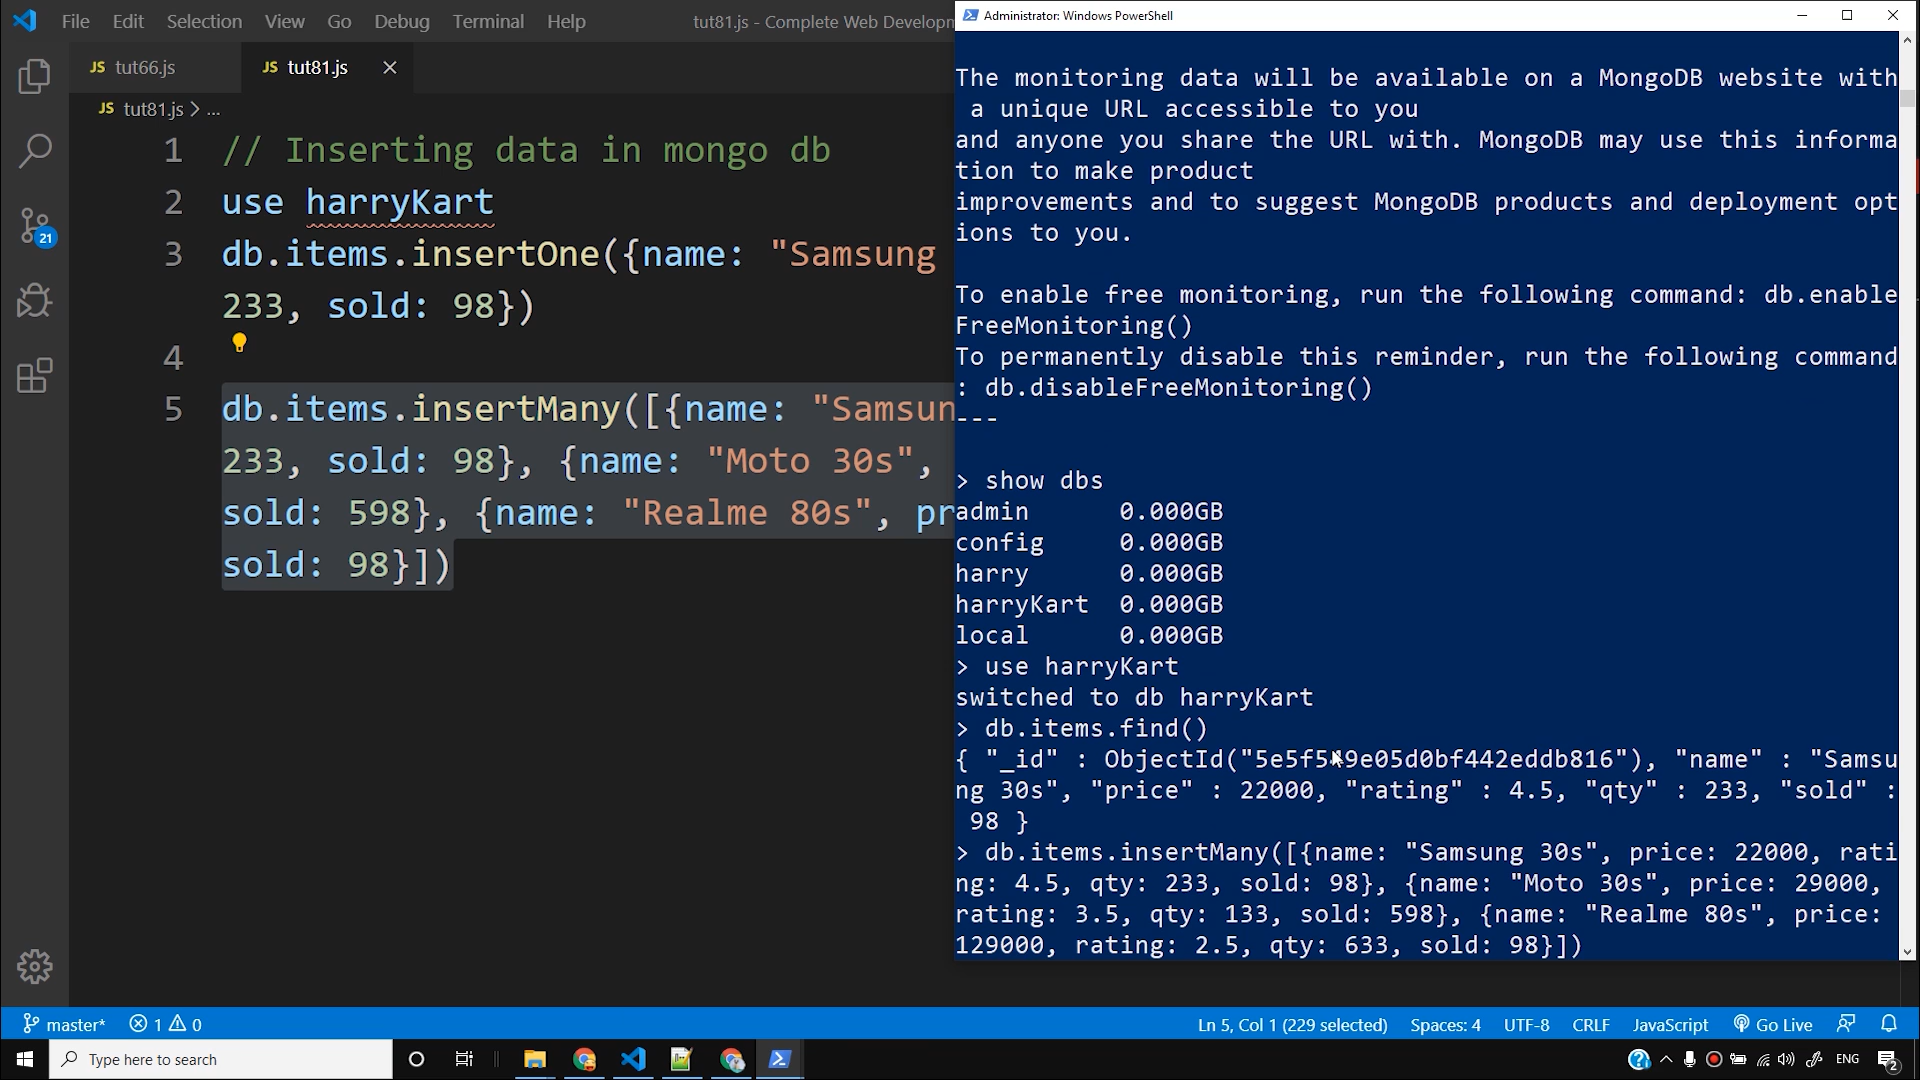 File Edit Selection View Go Debug Terminal Help tut81.js - Complete Web Developm
JS tut66.js JS tut81.js
JS tut81.js > ...
1 // Inserting data in mongo db
2 use harryKart
3 db.items.insertOne({name: "Samsung
233, sold: 98})
4
5 db.items.insertMany([{name: "Samsun
233, sold: 98}, {name: "Moto 30s",
sold: 598}, {name: "Realme 80s", pr
sold: 98}])
21
Administrator: Windows PowerShell
The monitoring data will be available on a MongoDB website with
a unique URL accessible to you
and anyone you share the URL with. MongoDB may use this informa
tion to make product
improvements and to suggest MongoDB products and deployment opt
ions to you.
To enable free monitoring, run the following command: db.enable
FreeMonitoring()
To permanently disable this reminder, run the following command
: db.disableFreeMonitoring()
---
> show dbs
admin 0.000GB
config 0.000GB
harry 0.000GB
harryKart 0.000GB
local 0.000GB
> use harryKart
switched to db harryKart
> db.items.find()
{ "_id" : ObjectId("5e5f549e05d0bf442eddb816"), "name" : "Samsu
ng 30s", "price" : 22000, "rating" : 4.5, "qty" : 233, "sold" :
98 }
> db.items.insertMany([{name: "Samsung 30s", price: 22000, rati
ng: 4.5, qty: 233, sold: 98}, {name: "Moto 30s", price: 29000,
rating: 3.5, qty: 133, sold: 598}, {name: "Realme 80s", price:
129000, rating: 2.5, qty: 633, sold: 98}])
master* 1 0 Ln 5, Col 1 (229 selected) Spaces: 4 UTF-8 CRLF JavaScript Go Live
Type here to search ENG 2